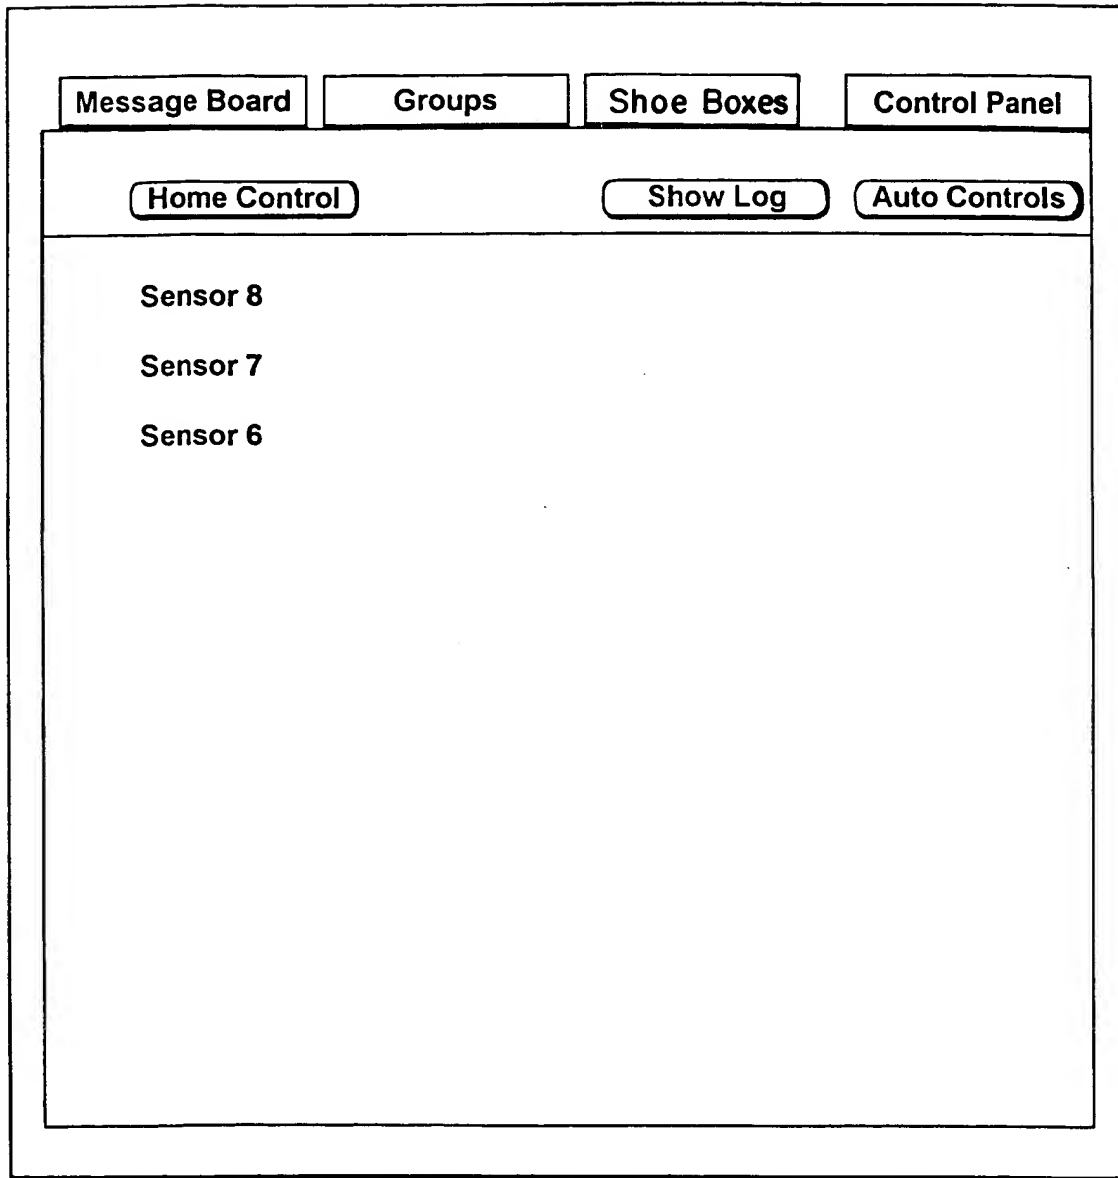 Message Board Groups Shoe Boxes Control Panel
Home Control Show Log Auto Controls
Sensor 8
Sensor 7
Sensor 6